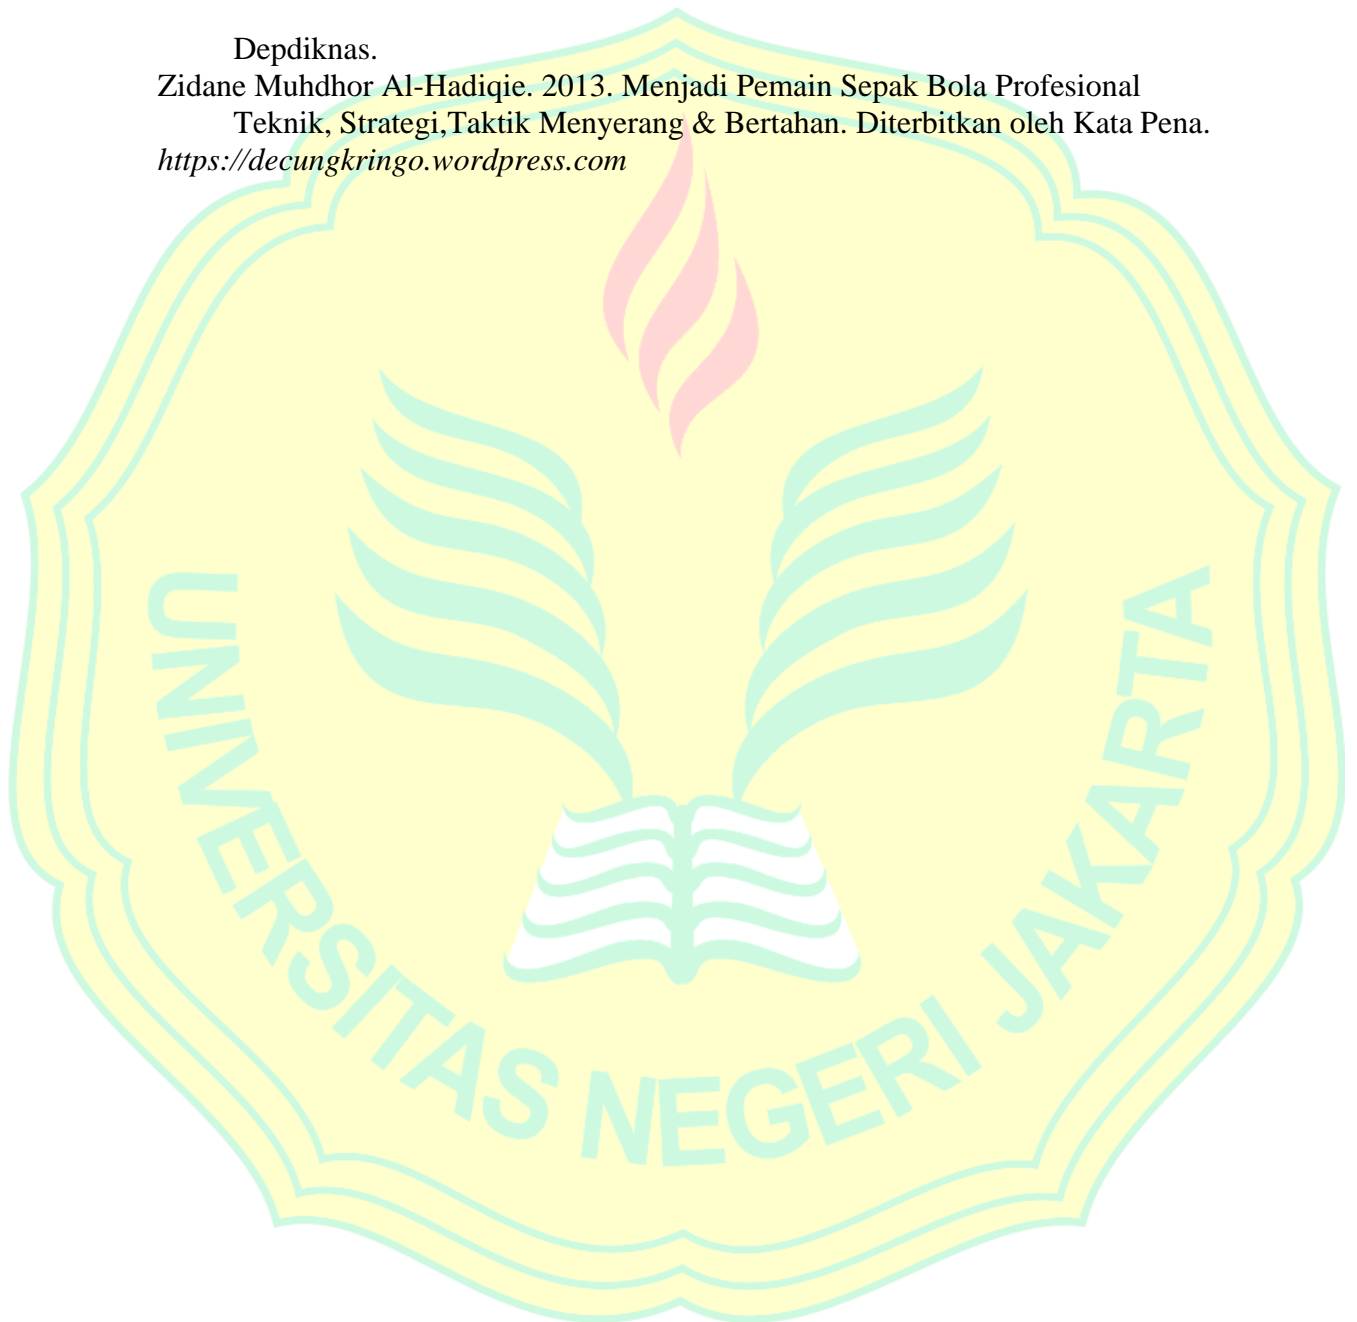 Depdiknas.
Zidane Muhdhor Al-Hadiqie. 2013. Menjadi Pemain Sepak Bola Profesional
Teknik, Strategi,Taktik Menyerang & Bertahan. Diterbitkan oleh Kata Pena.
https://decungkringo.wordpress.com
UNIVERSITAS NEGERI JAKARTA